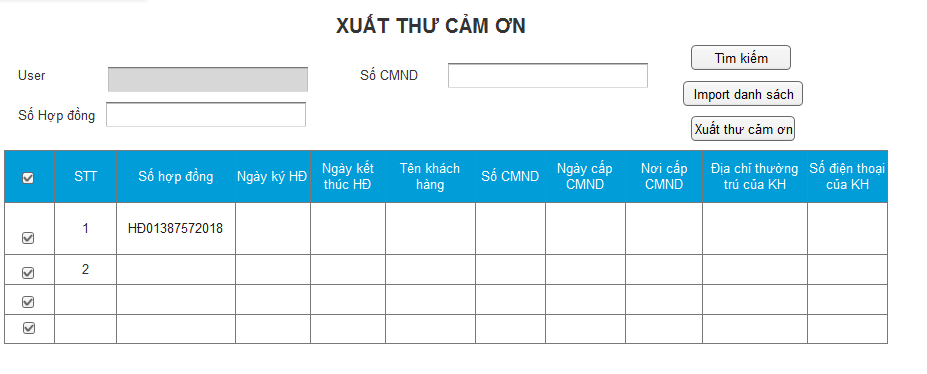 XUẤT THƯ CẢM ƠN
User
Số CMND
Tìm kiếm
Số Hợp đồng
Import danh sách
Xuất thư cảm ơn
STT
Số hợp đồng
Ngày ký HĐ
Ngày kết
thúc HĐ
Tên khách
hàng
Số CMND
Ngày cấp
CMND
Nơi cấp
CMND
Địa chỉ thường
trú của KH
Số điện thoại
của KH
1
HĐ01387572018
2